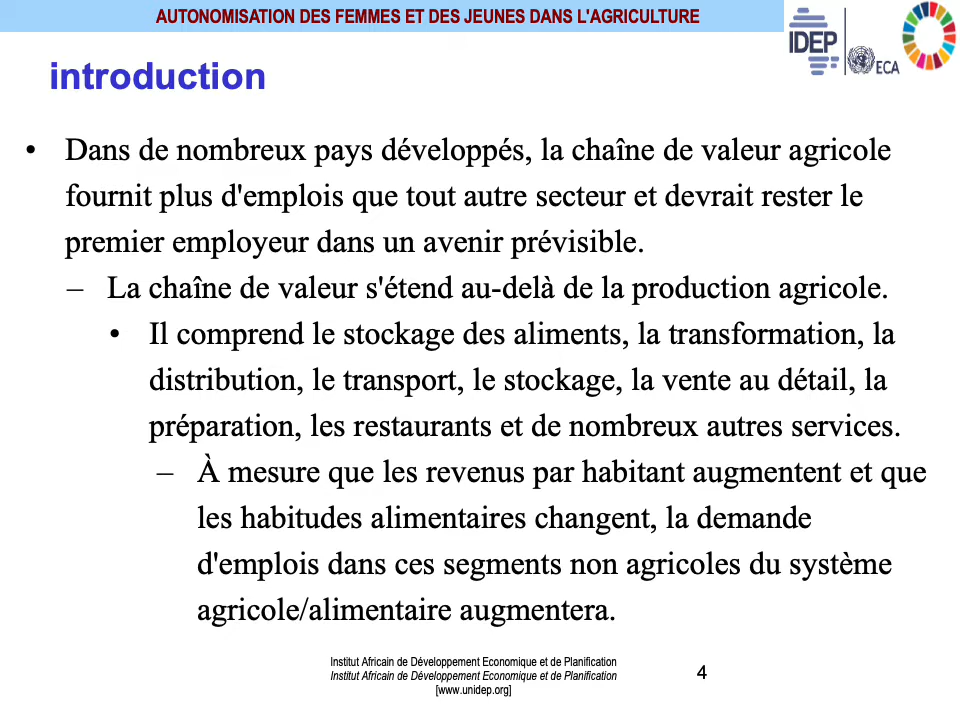 AUTONOMISATION DES FEMMES ET DES JEUNES DANS L'AGRICULTURE
IDEP
ECA
introduction
• Dans de nombreux pays développés, la chaîne de valeur agricole
fournit plus d'emplois que tout autre secteur et devrait rester le
premier employeur dans un avenir prévisible.
– La chaîne de valeur s'étend au-delà de la production agricole.
• Il comprend le stockage des aliments, la transformation, la
distribution, le transport, le stockage, la vente au détail, la
préparation, les restaurants et de nombreux autres services.
– À mesure que les revenus par habitant augmentent et que
les habitudes alimentaires changent, la demande
d'emplois dans ces segments non agricoles du système
agricole/alimentaire augmentera.
Institut Africain de Développement Economique et de Planification
Institut Africain de Développement Economique et de Planification
[www.unidep.org]
4